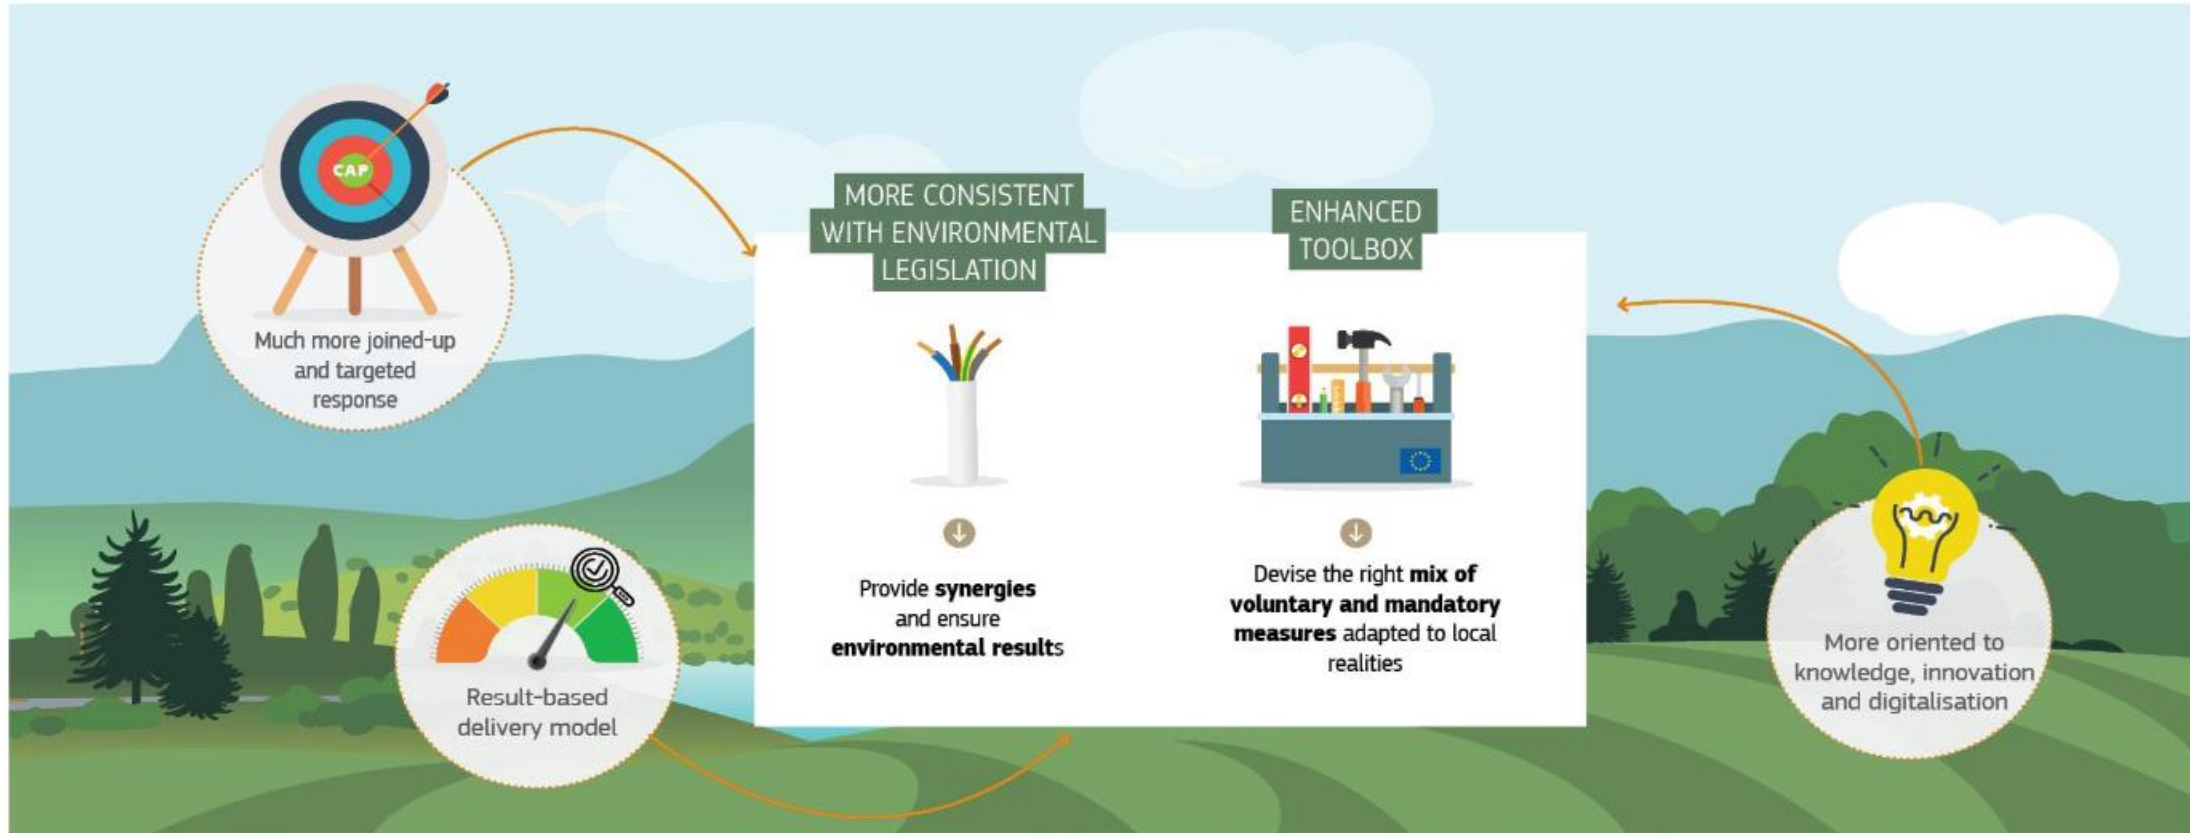 CAP
Much more joined-up
and targeted
response
MORE CONSISTENT
WITH ENVIRONMENTAL
LEGISLATION
Provide synergies
and ensure
environmental results
ENHANCED
TOOLBOX
Devise the right mix of
voluntary and mandatory
measures adapted to local
realities
Result-based
delivery model
More oriented to
knowledge, innovation
and digitalisation